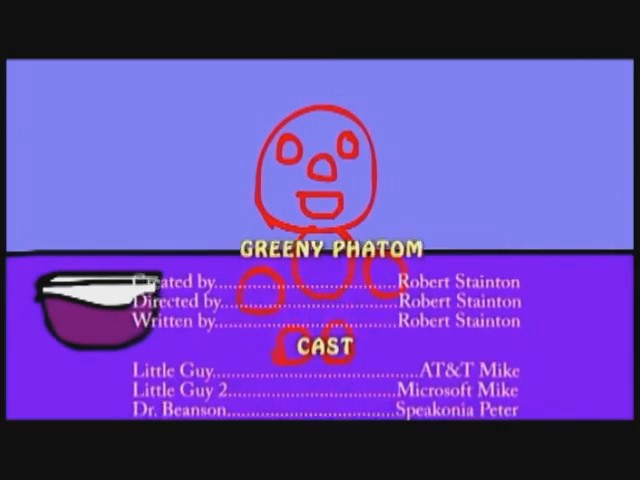 GREENY PHATOM
Created by....................................Robert Stainton
Directed by...................................Robert Stainton
Written by....................................Robert Stainton
CAST
Little Guy.........................................AT&T Mike
Little Guy 2..................................Microsoft Mike
Dr. Beanson..................................Speakonia Peter